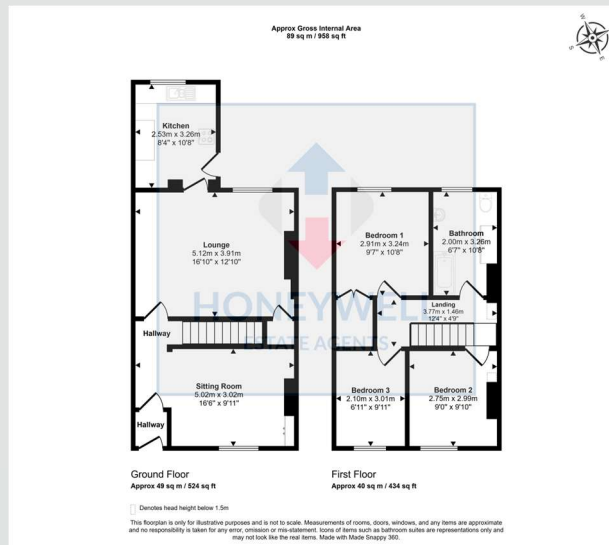 Approx Gross Internal Area
89 sq m / 958 sq ft
W
S
E
Kitchen
2.53m x 3.26m
8'4" x 10'8"
Lounge
5.12m x 3.91m
16'10" x 12'10"
Hallway
Sitting Room
5.02m x 3.02m
16'6" x 9'11"
Hallway
Bedroom 1
2.91m x 3.24m
9'7" x 10'8"
Bathroom
2.00m x 3.26m
6'7" x 10'8"
Landing
3.77m x 1.46m
12'4" x 4'9"
Bedroom 3
2.10m x 3.01m
6'11" x 9'11"
Bedroom 2
2.75m x 2.99m
9'0" x 9'10"
HONEYWELL
ESTATE AGENTS
Ground Floor
Approx 49 sq m / 524 sq ft
First Floor
Approx 40 sq m / 434 sq ft
Denotes head height below 1.5m
This floorplan is only for illustrative purposes and is not to scale. Measurements of rooms, doors, windows, and any items are approximate
and no responsibility is taken for any error, omission or mis-statement. Icons of items such as bathroom suites are representations only and
may not look like the real items. Made with Made Snappy 360.